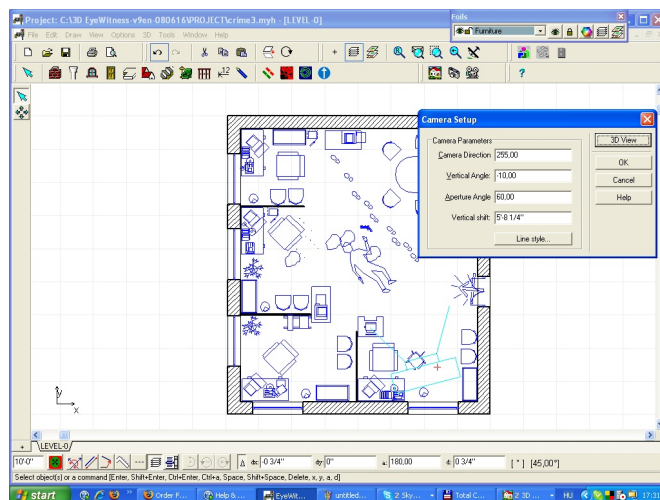 Project: C:\3D EyeWitness-v9en-080616\PROJECT\crime3.myh - [LEVEL-0]
Foils
File Edit Draw View Options 3D Tools Window Help
Furniture
k12
Camera Setup
Camera Parameters
Camera Direction 255,00
Vertical Angle: -10,00
Aperture Angle 60,00
Vertical shift: 5'-8 1/4"
Line style...
3D View
OK
Cancel
Help
y
x
LEVEL-0
10'-0"
dx: -0 3/4"
dy: 0"
a: 180,00
d: 0 3/4"
[ * ] [45,00°]
Select object(s) or a command [Enter, Shift+Enter, Ctrl+Enter, Ctrl+a, Space, Shift+Space, Delete, x, y, a, d]
start
Order F...
Help &...
EyeWit...
untitled...
2 Sky...
Total C...
2 3D ...
HU